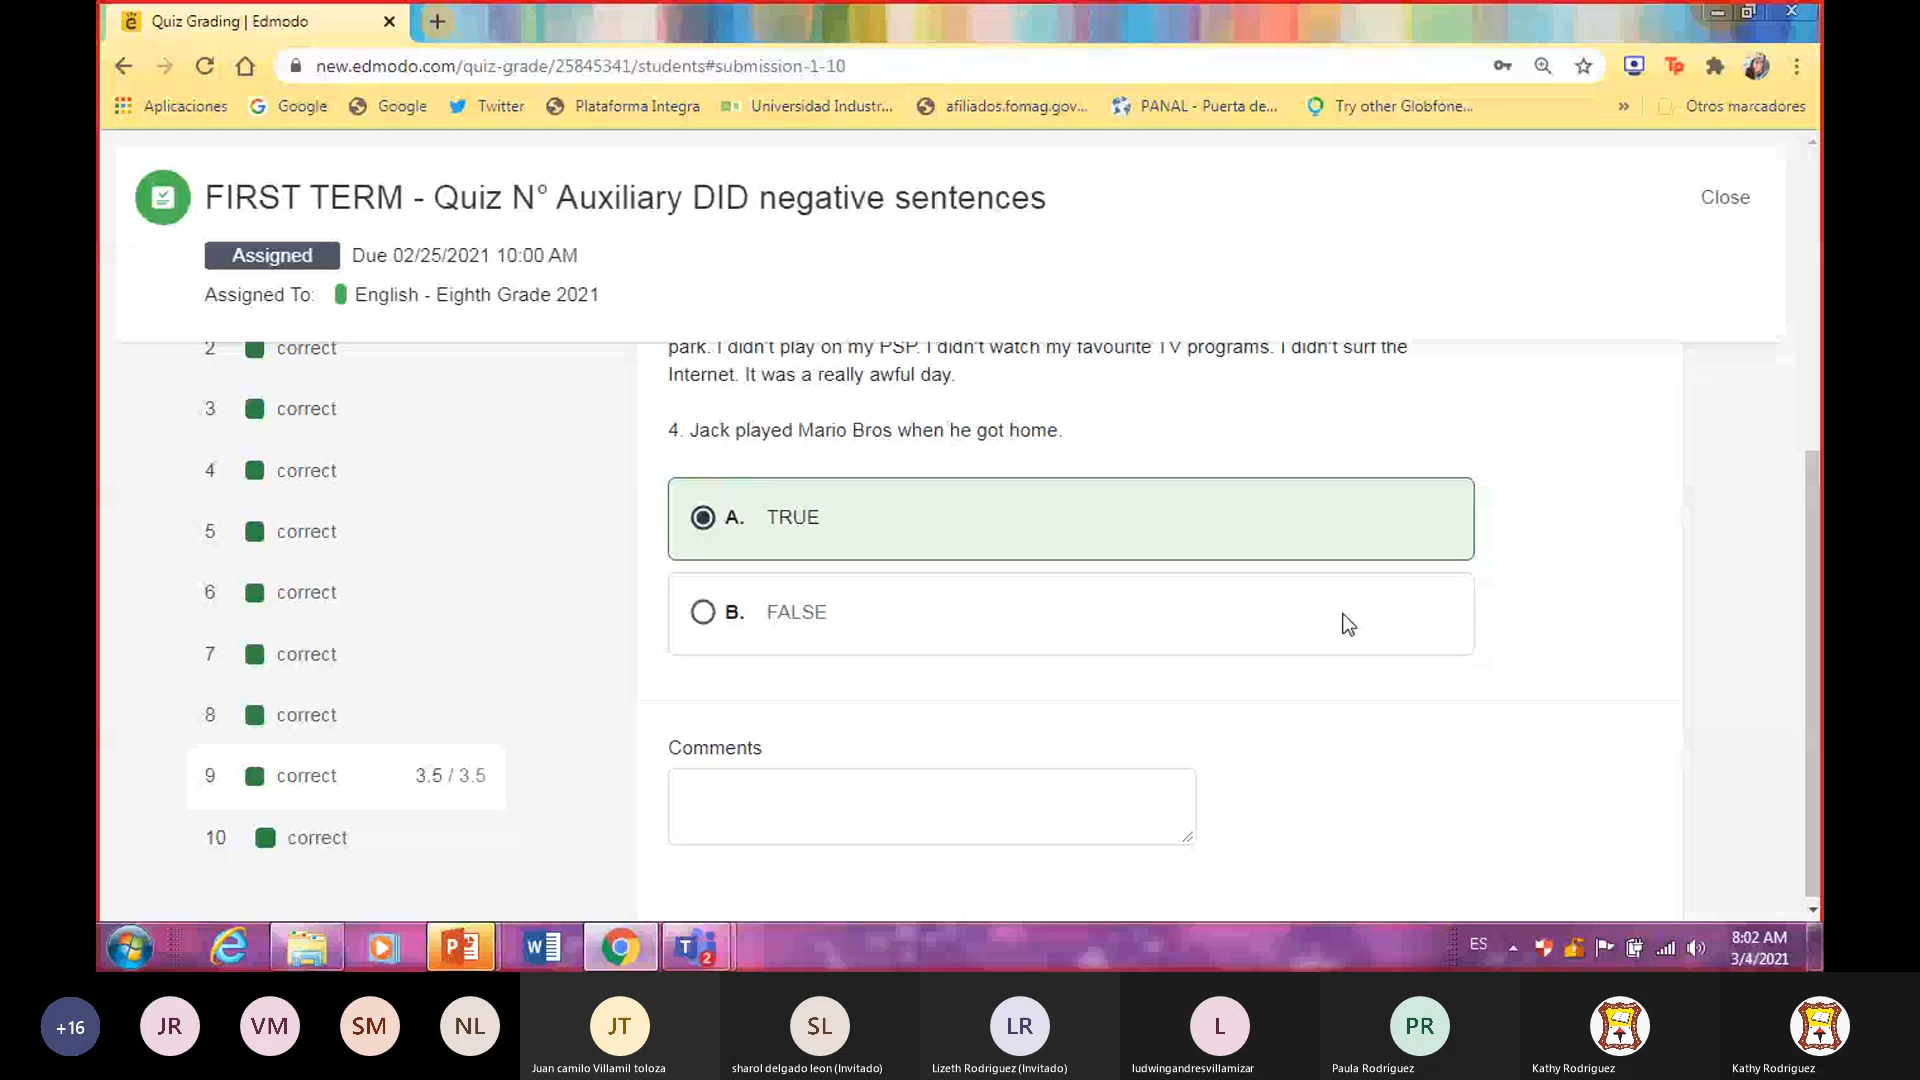 Quiz Grading | Edmodo
new.edmodo.com/quiz-grade/25845341/students#submission-1-10
Tp
Aplicaciones
Google
Google
Twitter
Plataforma Integra
Universidad Industr...
afiliados.fomag.gov...
PANAL - Puerta de...
Try other Globfone...
»
Otros marcadores
FIRST TERM - Quiz N° Auxiliary DID negative sentences
Close
Assigned
Due 02/25/2021 10:00 AM
Assigned To:
English - Eighth Grade 2021
2 correct
3 correct
4 correct
5 correct
6 correct
7 correct
8 correct
9 correct 3.5 / 3.5
10 correct
park. I didn't play on my PSP. I didn't watch my favourite TV programs. I didn't surf the
Internet. It was a really awful day.
4. Jack played Mario Bros when he got home.
A. TRUE
B. FALSE
Comments
ES
8:02 AM
3/4/2021
2
+16
JR
VM
SM
NL
JT
Juan camilo Villamil toloza
SL
sharol delgado leon (Invitado)
LR
Lizeth Rodriguez (Invitado)
L
ludwingandresvillamizar
PR
Paula Rodríguez
Kathy Rodriguez
Kathy Rodriguez